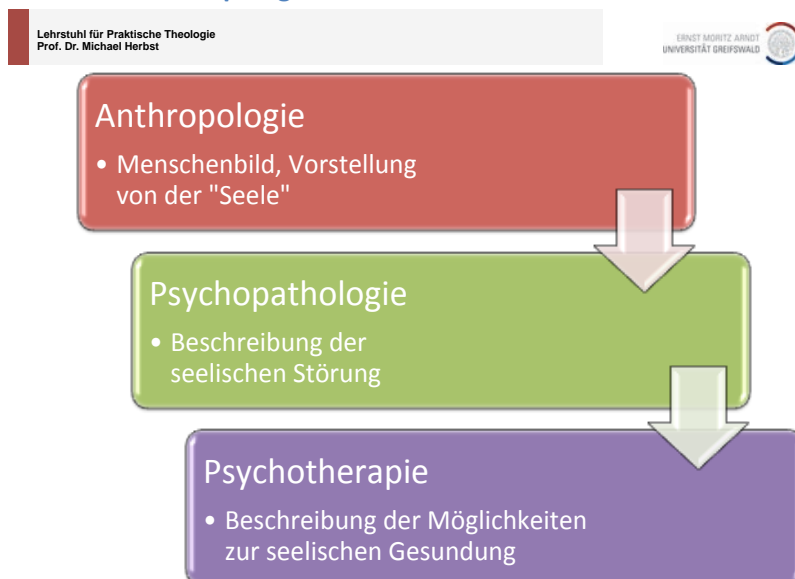 Lehrstuhl für Praktische Theologie
Prof. Dr. Michael Herbst
ERNST MORITZ ARNDT
UNIVERSITÄT GREIFSWALD
Anthropologie
• Menschenbild, Vorstellung
von der "Seele"
Psychopathologie
• Beschreibung der
seelischen Störung
Psychotherapie
• Beschreibung der Möglichkeiten
zur seelischen Gesundung